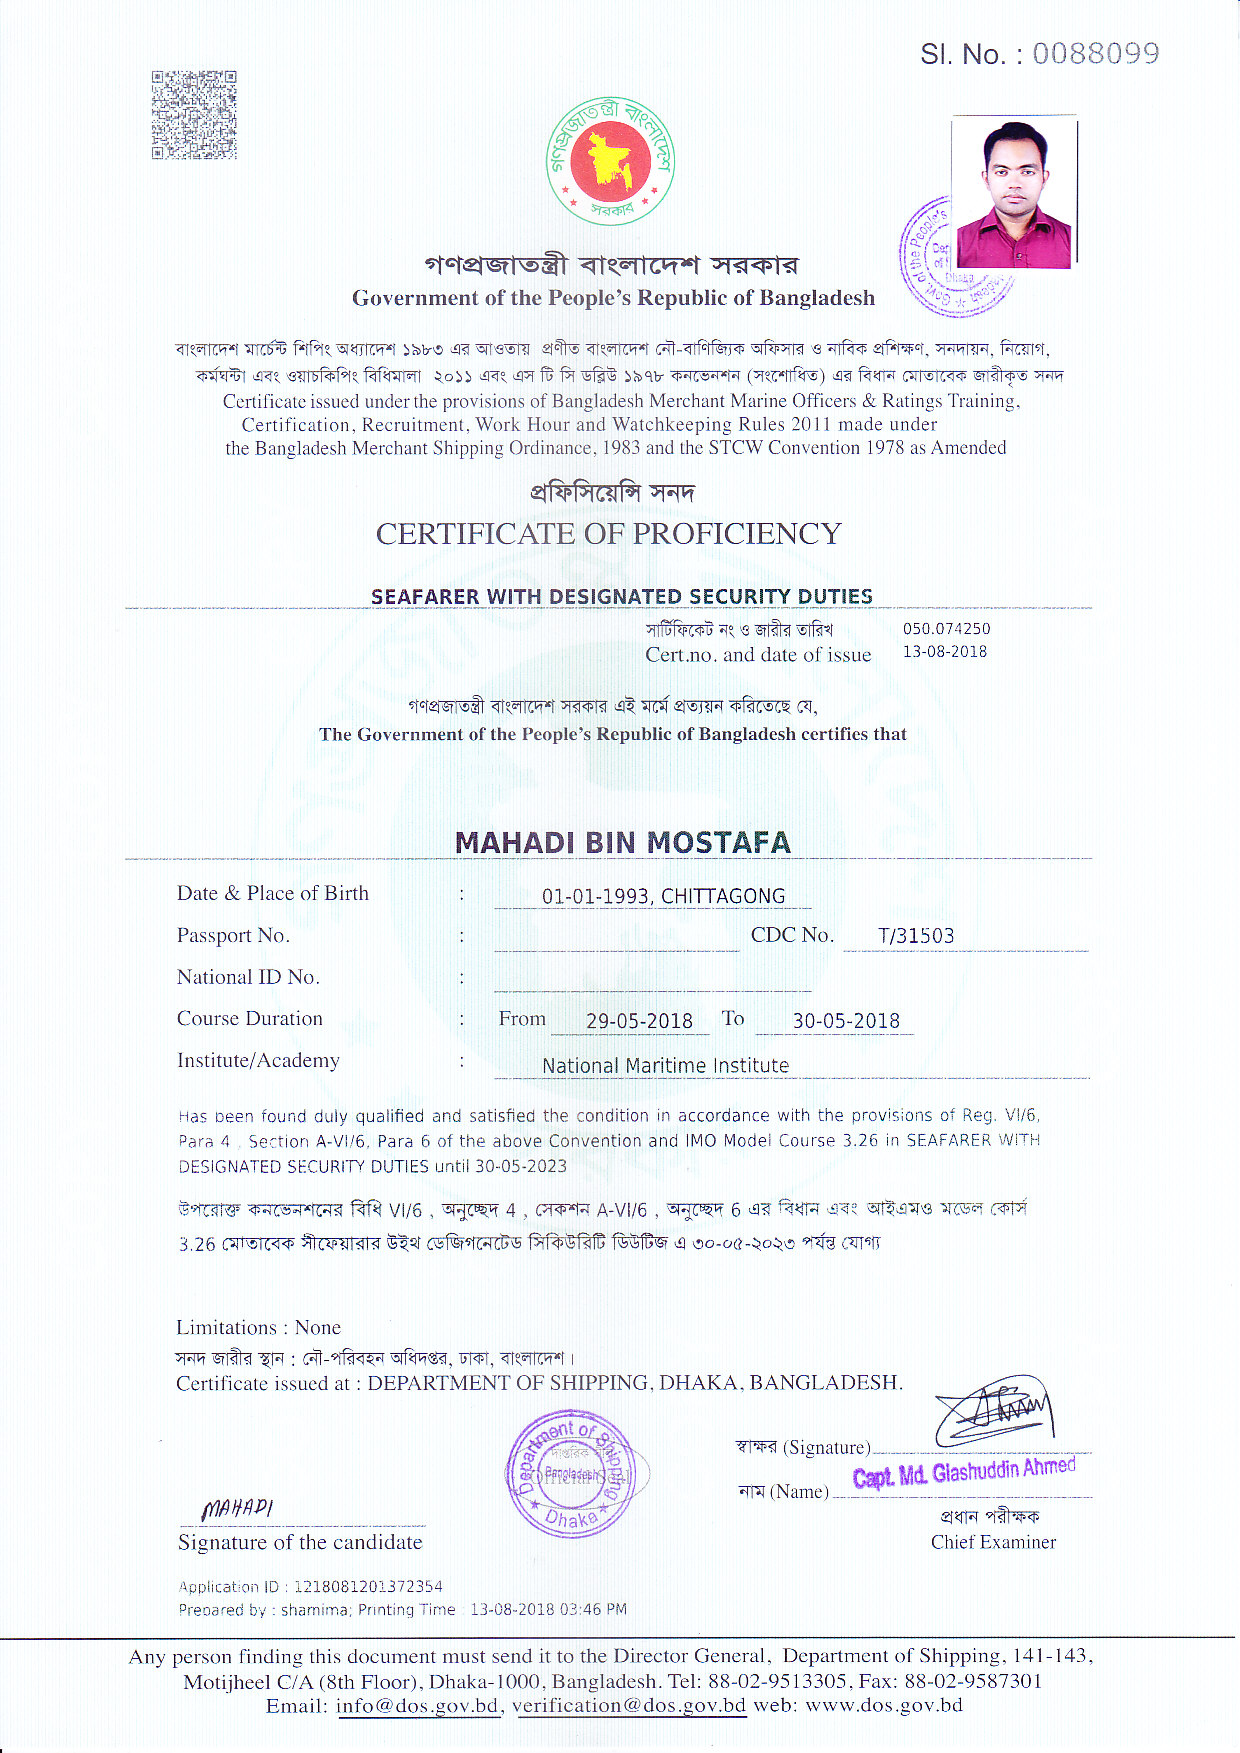 Sl. No. : 0088099
গণপ্রজাতন্ত্রী বাংলাদেশ
সরকার
গণপ্রজাতন্ত্রী বাংলাদেশ সরকার
Government of the People's Republic of Bangladesh
বাংলাদেশ মার্চেন্ট শিপিং অধ্যাদেশ ১৯৮৩ এর আওতায় প্রণীত বাংলাদেশ নৌ-বাণিজ্যিক অফিসার ও নাবিক প্রশিক্ষণ, সনদায়ন, নিয়োগ,
কর্মঘন্টা এবং ওয়াচকিপিং বিধিমালা ২০১১ এবং এস টি সি ডব্লিউ ১৯৭৮ কনভেনশন (সংশোধিত) এর বিধান মোতাবেক জারীকৃত সনদ
Certificate issued under the provisions of Bangladesh Merchant Marine Officers & Ratings Training,
Certification, Recruitment, Work Hour and Watchkeeping Rules 2011 made under
the Bangladesh Merchant Shipping Ordinance, 1983 and the STCW Convention 1978 as Amended
প্রফিসিয়েন্সি সনদ
CERTIFICATE OF PROFICIENCY
SEAFARER WITH DESIGNATED SECURITY DUTIES
সার্টিফিকেট নং ও জারীর তারিখ 050.074250
Cert.no. and date of issue 13-08-2018
গণপ্রজাতন্ত্রী বাংলাদেশ সরকার এই মর্মে প্রত্যয়ন করিতেছে যে,
The Government of the People's Republic of Bangladesh certifies that
MAHADI BIN MOSTAFA
Date & Place of Birth : 01-01-1993, CHITTAGONG
Passport No. : CDC No. T/31503
National ID No. :
Course Duration : From 29-05-2018 To 30-05-2018
Institute/Academy : National Maritime Institute
Has been found duly qualified and satisfied the condition in accordance with the provisions of Reg. VI/6,
Para 4 , Section A-VI/6, Para 6 of the above Convention and IMO Model Course 3.26 in SEAFARER WITH
DESIGNATED SECURITY DUTIES until 30-05-2023
উপরোক্ত কনভেনশনের বিধি VI/6 , অনুচ্ছেদ 4 , সেকশন A-VI/6 , অনুচ্ছেদ 6 এর বিধান এবং আইএমও মডেল কোর্স
3.26 মোতাবেক সীফেয়ারার উইথ ডেজিগনেটেড সিকিউরিটি ডিউটিজ এ ৩০-০৫-২০২৩ পর্যন্ত যোগ্য
Limitations : None
সনদ জারীর স্থান : নৌ-পরিবহন অধিদপ্তর, ঢাকা, বাংলাদেশ।
Certificate issued at : DEPARTMENT OF SHIPPING, DHAKA, BANGLADESH.
Department of Shipping
Bangladesh
Dhaka
স্বাক্ষর (Signature)
Capt. Md. Giashuddin Ahmed
নাম (Name)
প্রধান পরীক্ষক
Chief Examiner
MAHADI
Signature of the candidate
Application ID : 1218081201372354
Prepared by : shamima; Printing Time : 13-08-2018 03:46 PM
Any person finding this document must send it to the Director General, Department of Shipping, 141-143,
Motijheel C/A (8th Floor), Dhaka-1000, Bangladesh. Tel: 88-02-9513305, Fax: 88-02-9587301
Email: info@dos.gov.bd, verification@dos.gov.bd web: www.dos.gov.bd